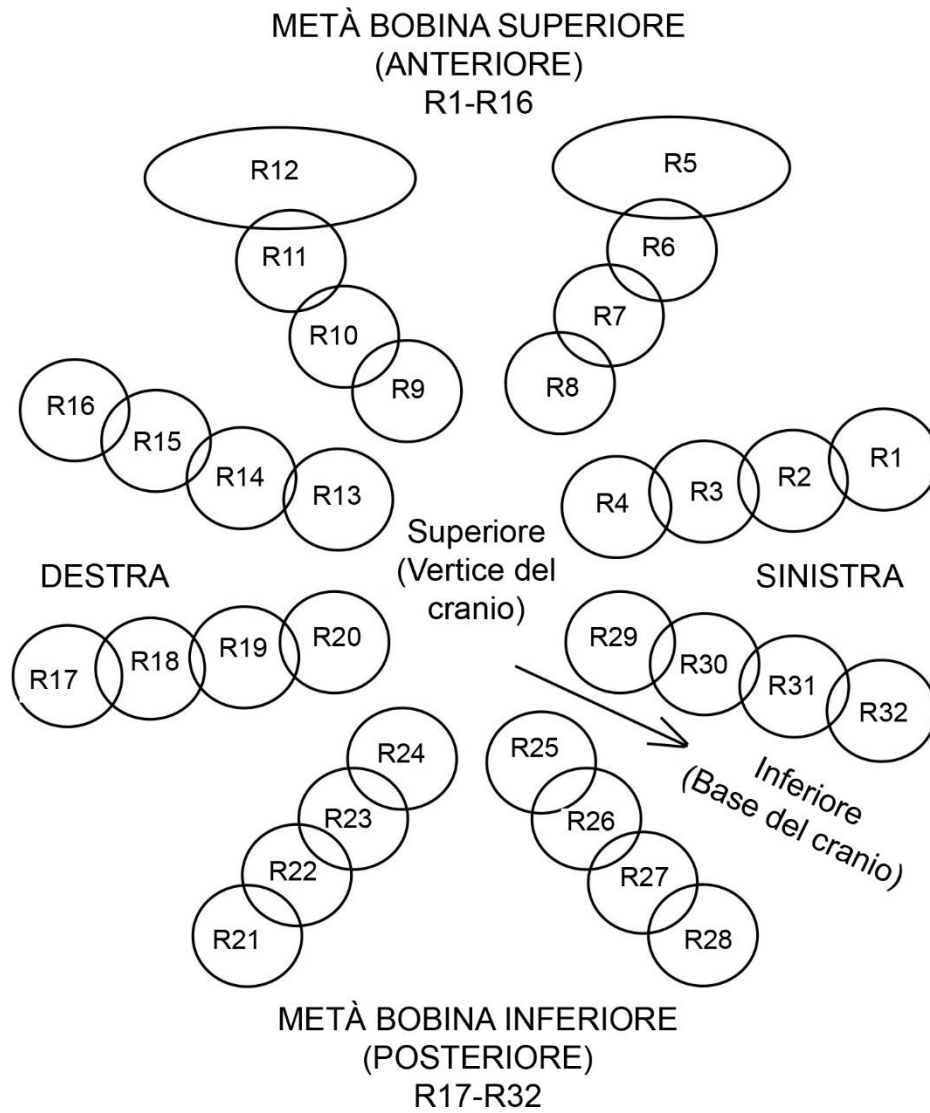 METÀ BOBINA SUPERIORE
(ANTERIORE)
R1-R16
R12
R5
R11
R6
R10
R7
R9
R8
R16
R15
R14
R13
R4
R3
R2
R1
Superiore
(Vertice del
cranio)
DESTRA
SINISTRA
R17
R18
R19
R20
R29
R30
R31
R32
R24
R23
R22
R21
R25
R26
R27
R28
Inferiore
(Base del cranio)
METÀ BOBINA INFERIORE
(POSTERIORE)
R17-R32